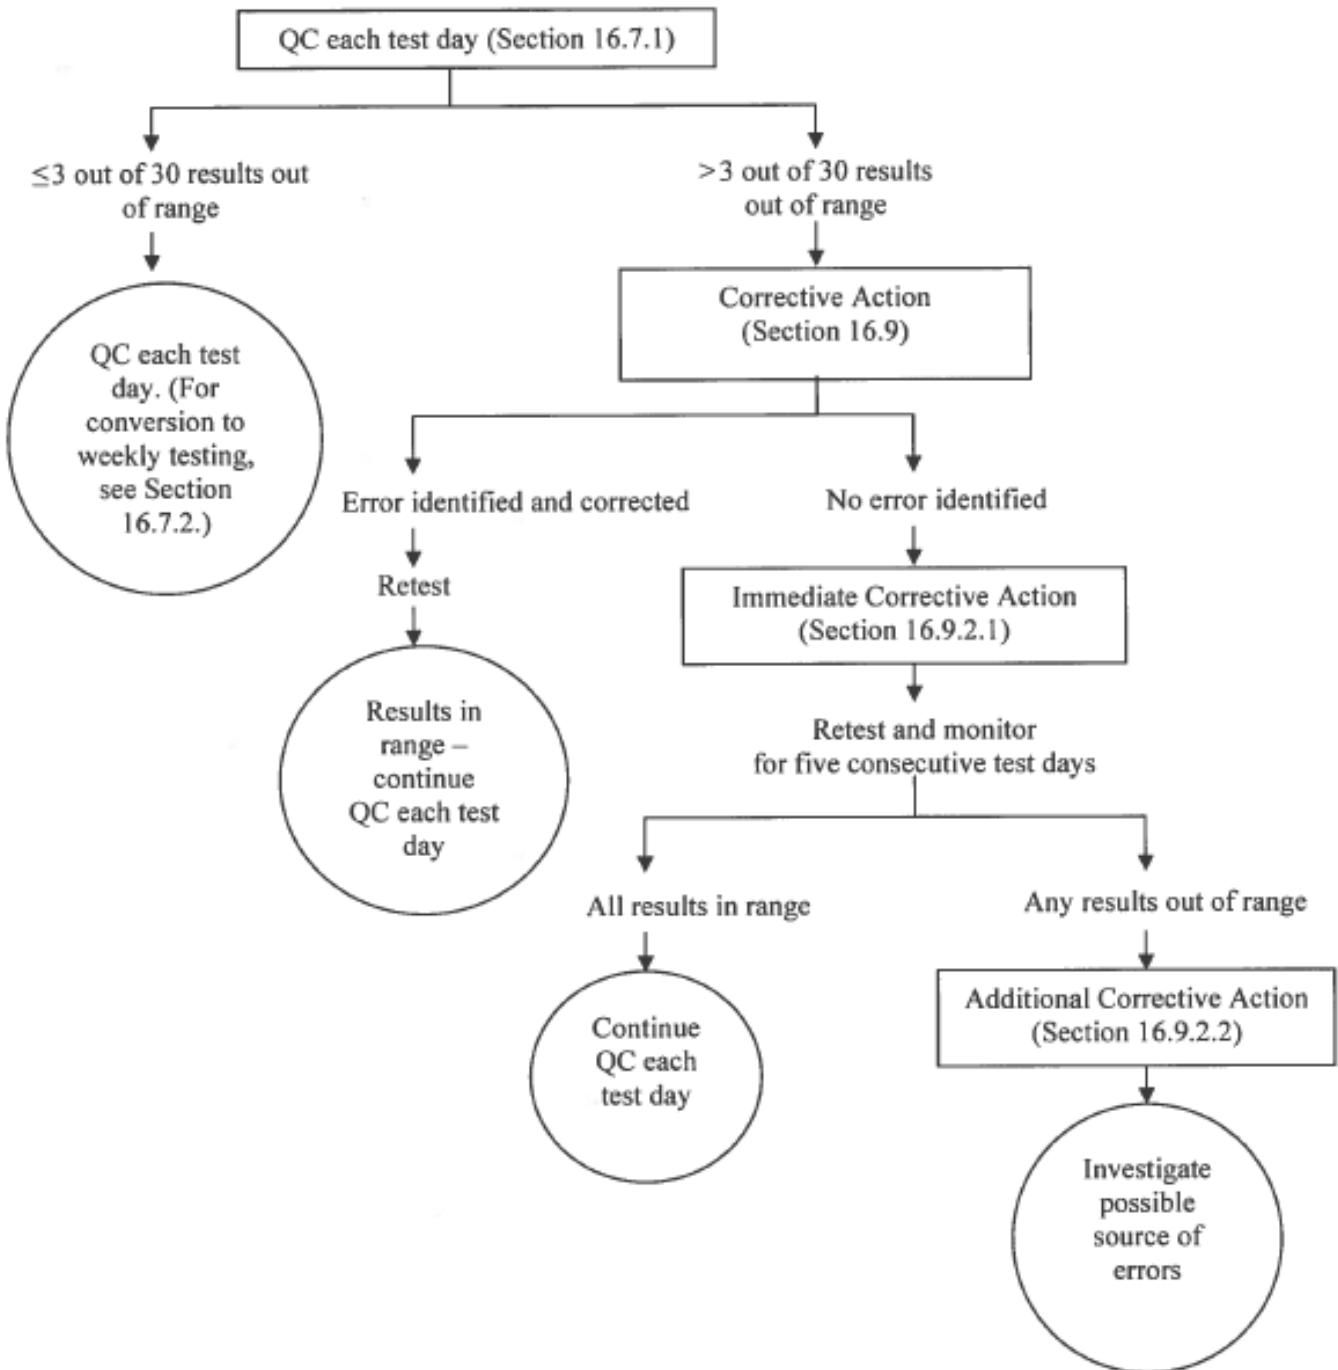 QC each test day (Section 16.7.1)
≤3 out of 30 results out
of range
>3 out of 30 results
out of range
QC each test
day. (For
conversion to
weekly testing,
see Section
16.7.2.)
Corrective Action
(Section 16.9)
Error identified and corrected
No error identified
Retest
Immediate Corrective Action
(Section 16.9.2.1)
Results in
range –
continue
QC each test
day
Retest and monitor
for five consecutive test days
All results in range
Any results out of range
Continue
QC each
test day
Additional Corrective Action
(Section 16.9.2.2)
Investigate
possible
source of
errors